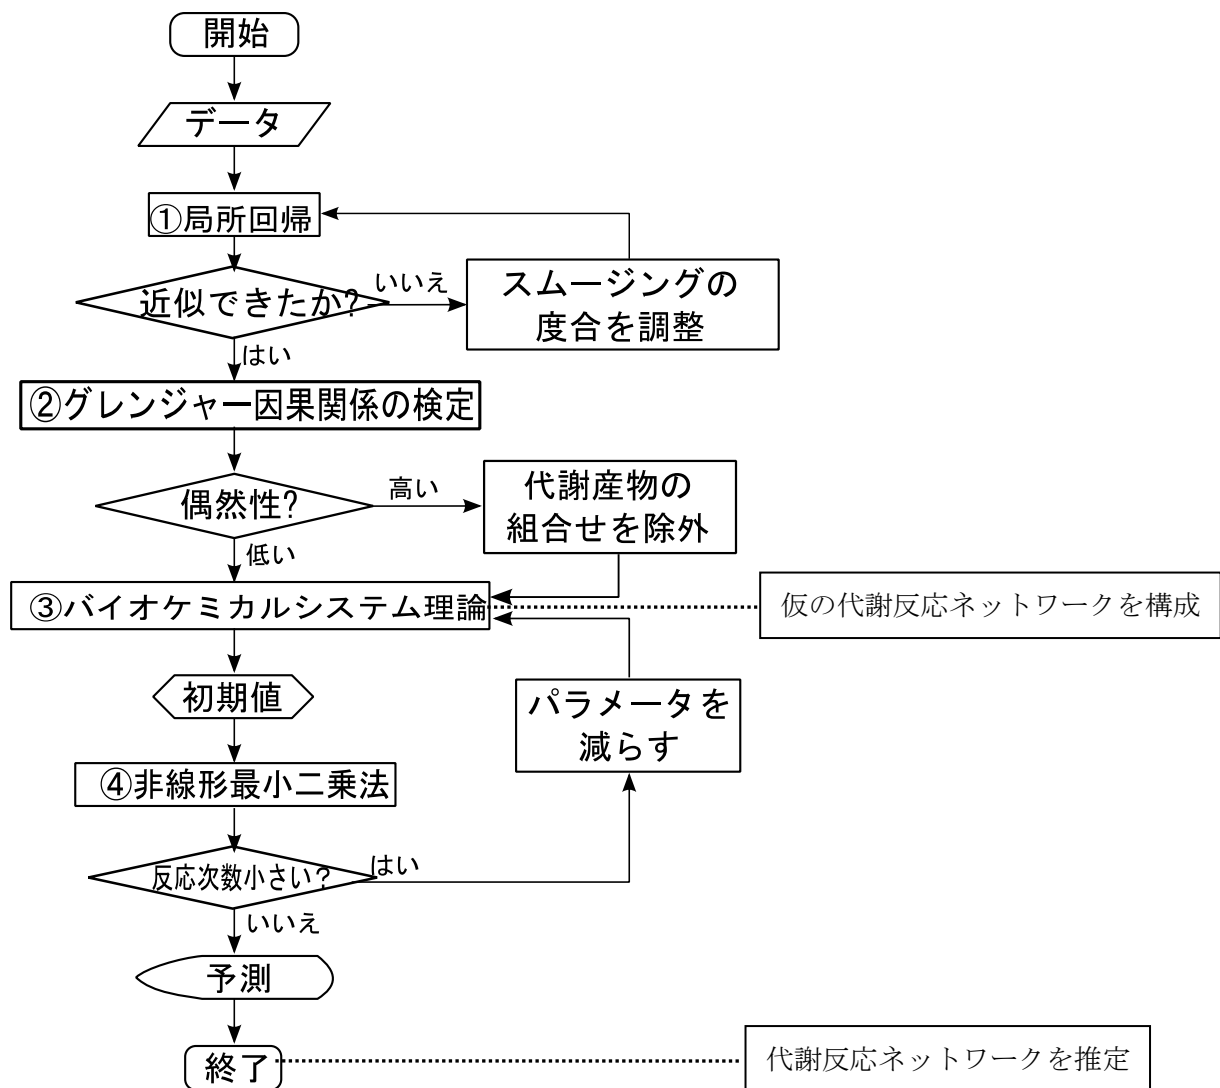 開始
データ
①局所回帰
近似できたか?
いいえ
スムージングの
度合を調整
はい
②グレンジャー因果関係の検定
偶然性?
高い
代謝産物の
組合せを除外
低い
③バイオケミカルシステム理論
仮の代謝反応ネットワークを構成
初期値
パラメータを
減らす
④非線形最小二乗法
反応次数小さい?
はい
いいえ
予測
終了
代謝反応ネットワークを推定